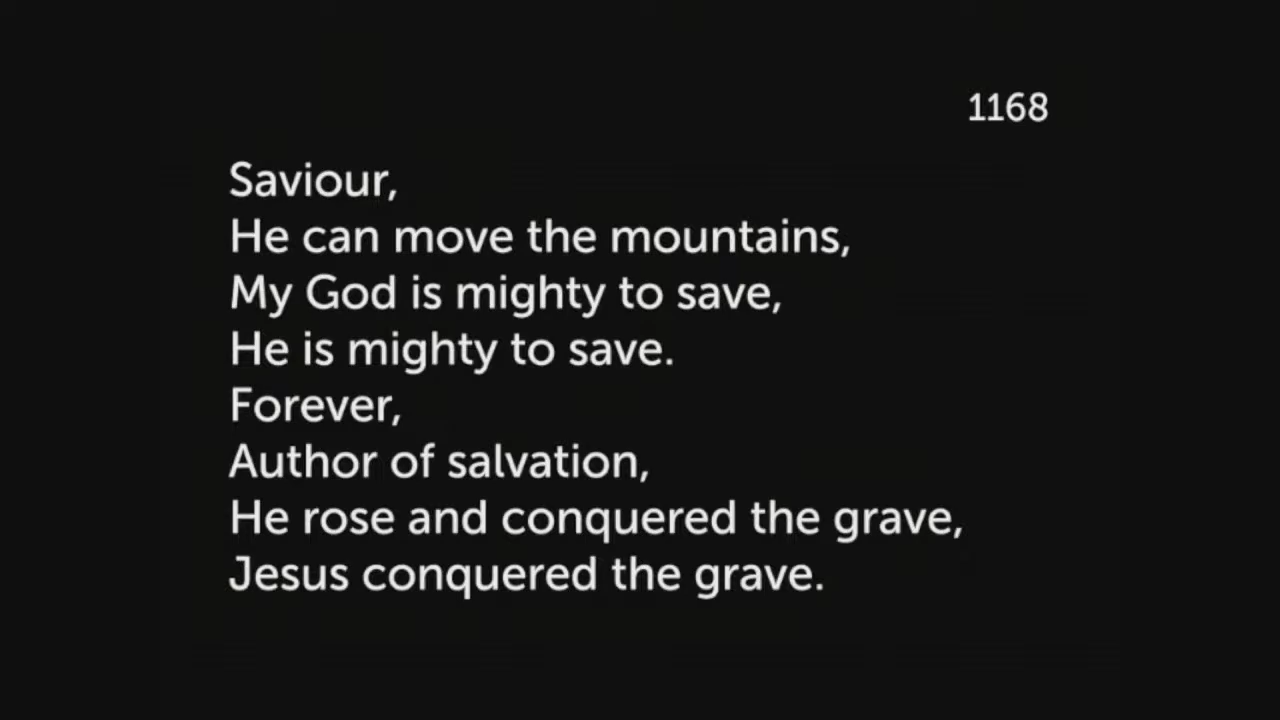 1168
Saviour,
He can move the mountains,
My God is mighty to save,
He is mighty to save.
Forever,
Author of salvation,
He rose and conquered the grave,
Jesus conquered the grave.